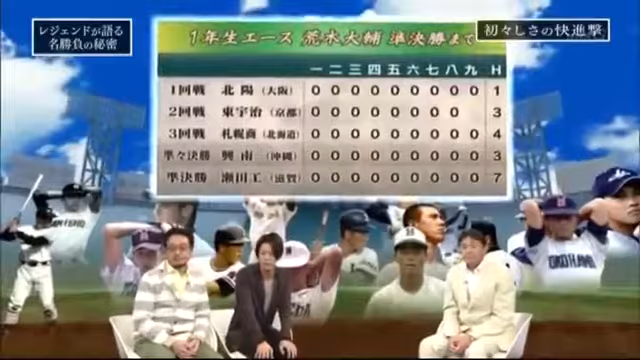 レジェンドが語る
名勝負の秘密
初々しさの快進撃
1年生エース 荒木大輔 準決勝まで
一 二 三 四 五 六 七 八 九 H
1回戦 北陽(大阪) 0 0 0 0 0 0 0 0 0 1
2回戦 東宇治(京都) 0 0 0 0 0 0 0 0 3
3回戦 札幌商(北海道) 0 0 0 0 0 0 0 0 0 4
準々決勝 興南(沖縄) 0 0 0 0 0 0 0 0 0 3
準決勝 瀬田工(滋賀) 0 0 0 0 0 0 0 0 0 7